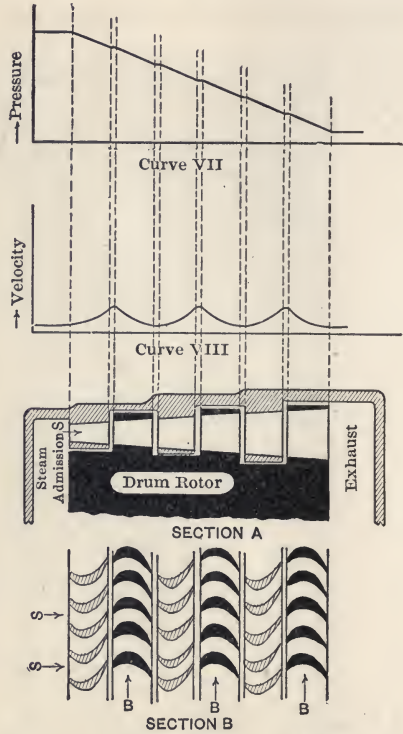 →Pressure
Curve VII
→Velocity
Curve VIII
Steam
Admission S
→
Drum Rotor
Exhaust
SECTION A
S
→
S→
↑
B
↑
B
↑
B
SECTION B